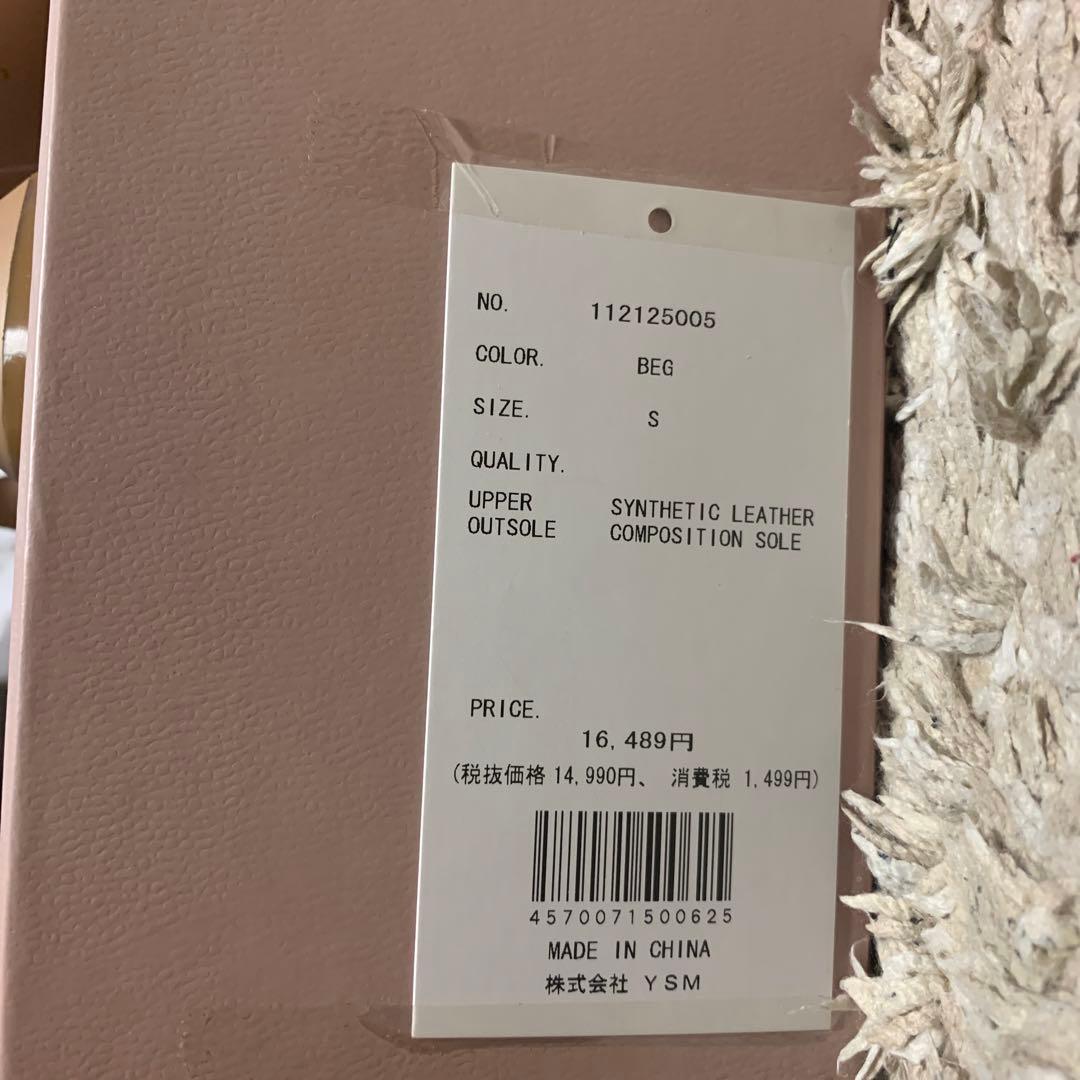 NO. 112125005
COLOR. BEG
SIZE. S
QUALITY.
UPPER SYNTHETIC LEATHER
OUTSOLE COMPOSITION SOLE
PRICE.
16,489円
(税抜価格 14,990円、 消費税 1,499円)
4570071500625
MADE IN CHINA
株式会社 YSM